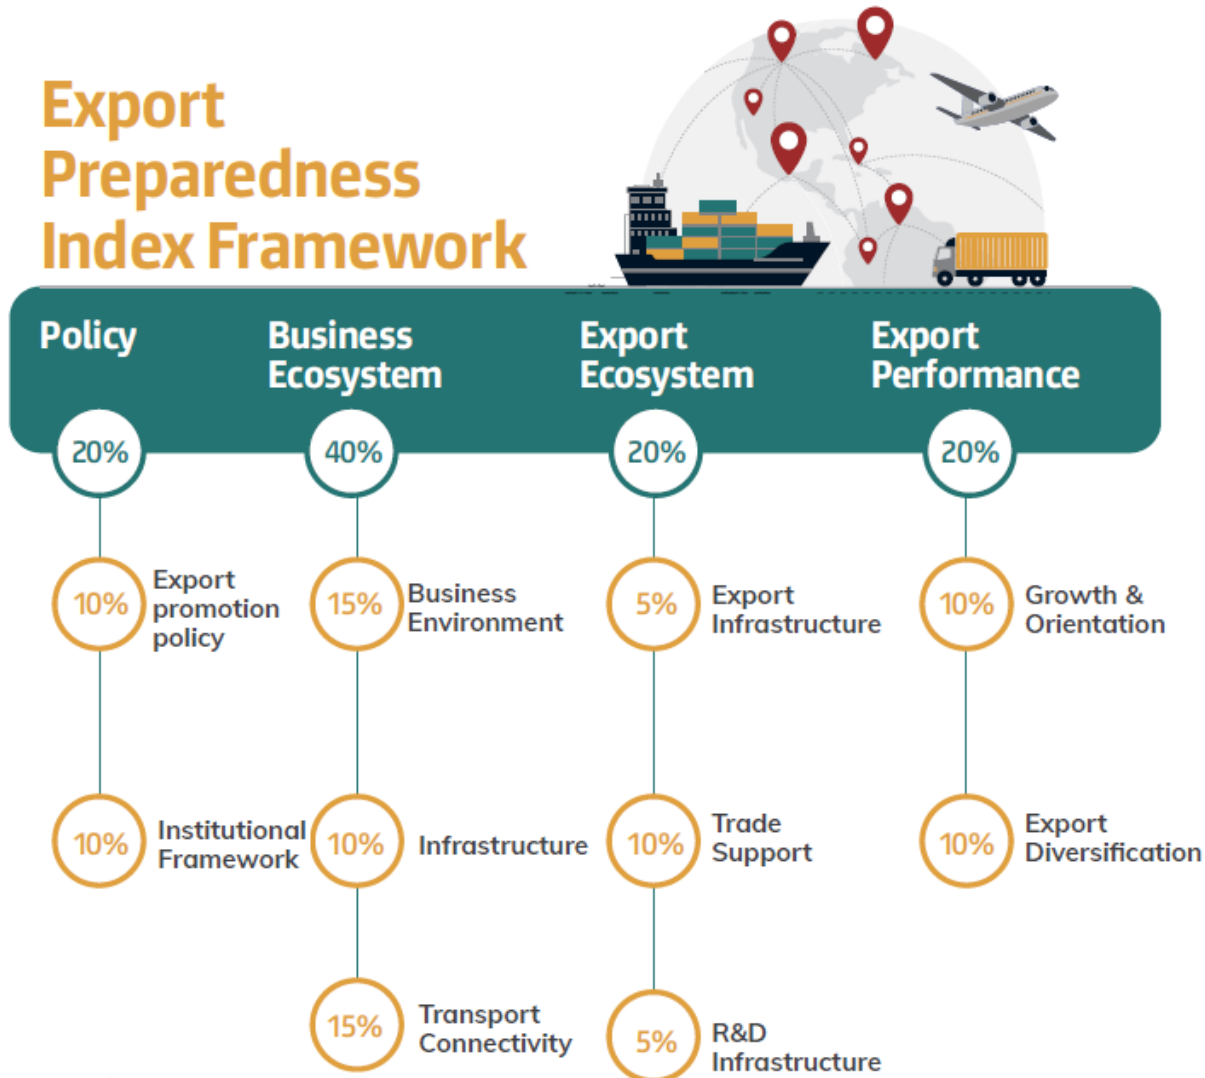 Export
Preparedness
Index Framework
Policy
Business
Ecosystem
Export
Ecosystem
Export
Performance
20%
40%
20%
20%
10%
Export
promotion
policy
15%
Business
Environment
5%
Export
Infrastructure
10%
Growth &
Orientation
10%
Institutional
Framework
10%
Infrastructure
10%
Trade
Support
10%
Export
Diversification
15%
Transport
Connectivity
5%
R&D
Infrastructure